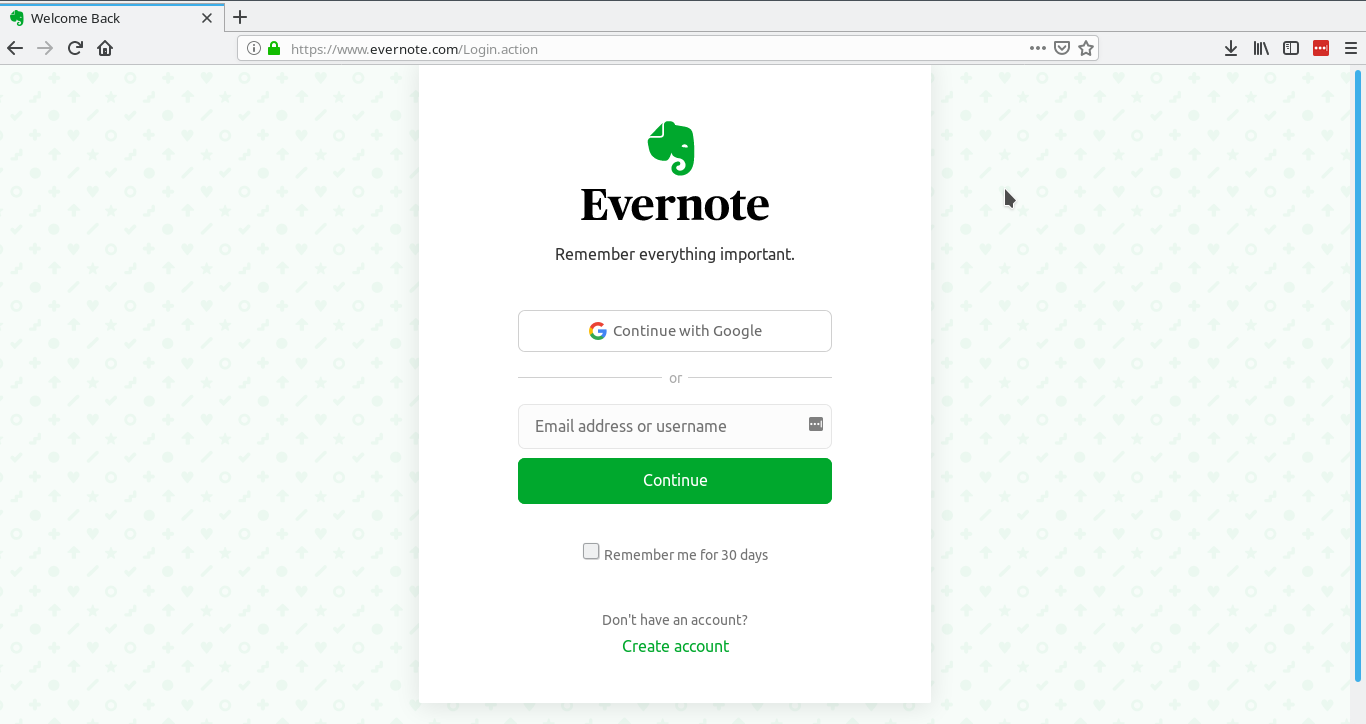 Welcome Back
https://www.evernote.com/Login.action
Evernote
Remember everything important.
Continue with Google
or
Email address or username
Continue
Remember me for 30 days
Don't have an account?
Create account